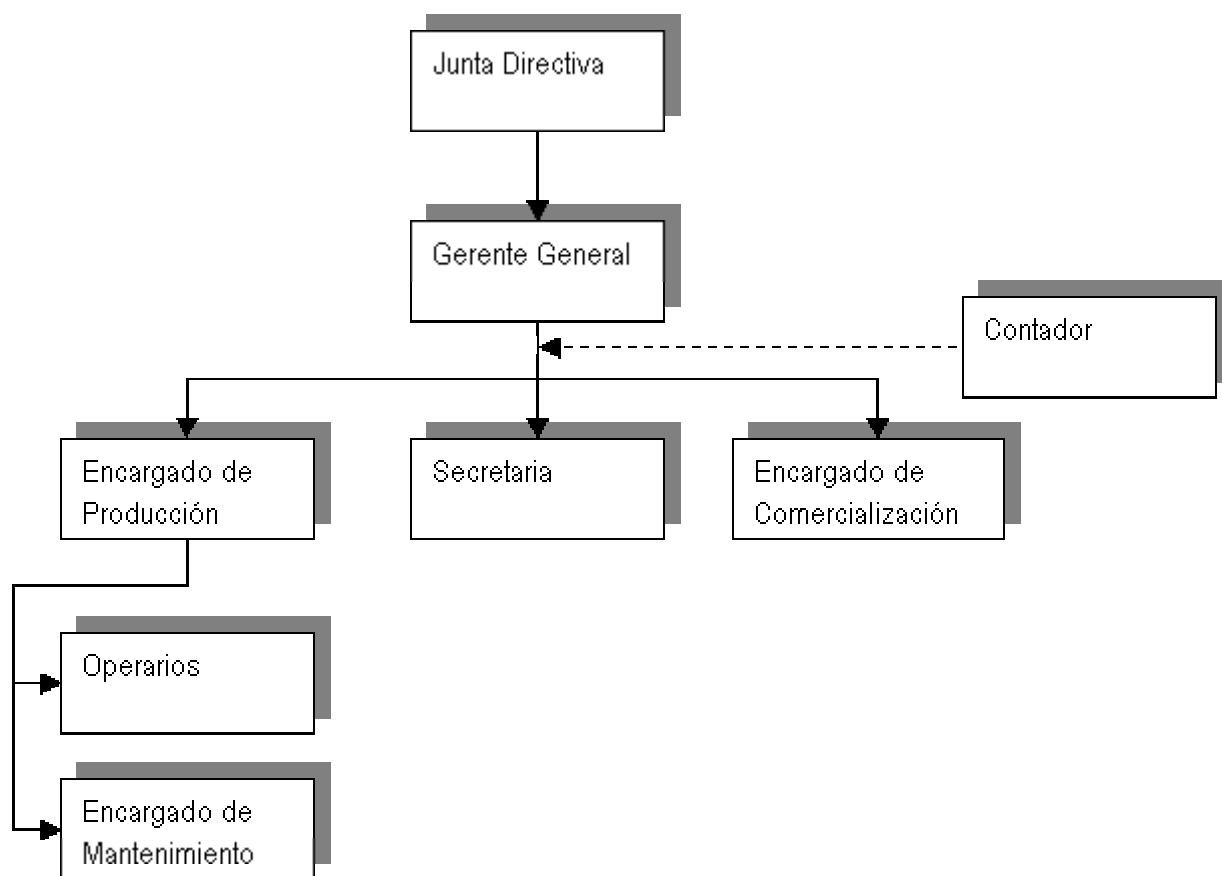 Junta Directiva
Gerente General
Contador
Encargado de
Producción
Secretaria
Encargado de
Comercialización
Operarios
Encargado de
Mantenimiento